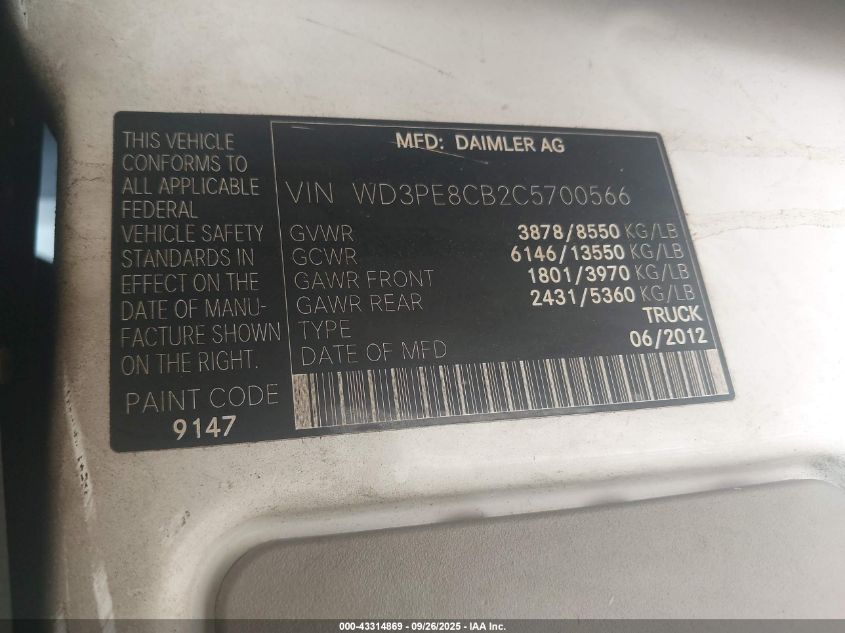 THIS VEHICLE
CONFORMS TO
ALL APPLICABLE
FEDERAL
VEHICLE SAFETY
STANDARDS IN
EFFECT ON THE
DATE OF MANU-
FACTURE SHOWN
ON THE RIGHT.
PAINT CODE
9147
MFD: DAIMLER AG
VIN WD3PE8CB2C5700566
GVWR 3878/8550 KG/LB
GCWR 6146/13550 KG/LB
GAWR FRONT 1801/3970 KG/LB
GAWR REAR 2431/5360 KG/LB
TYPE TRUCK
DATE OF MFD 06/2012
000-43314869 - 09/26/2025 - IAA Inc.